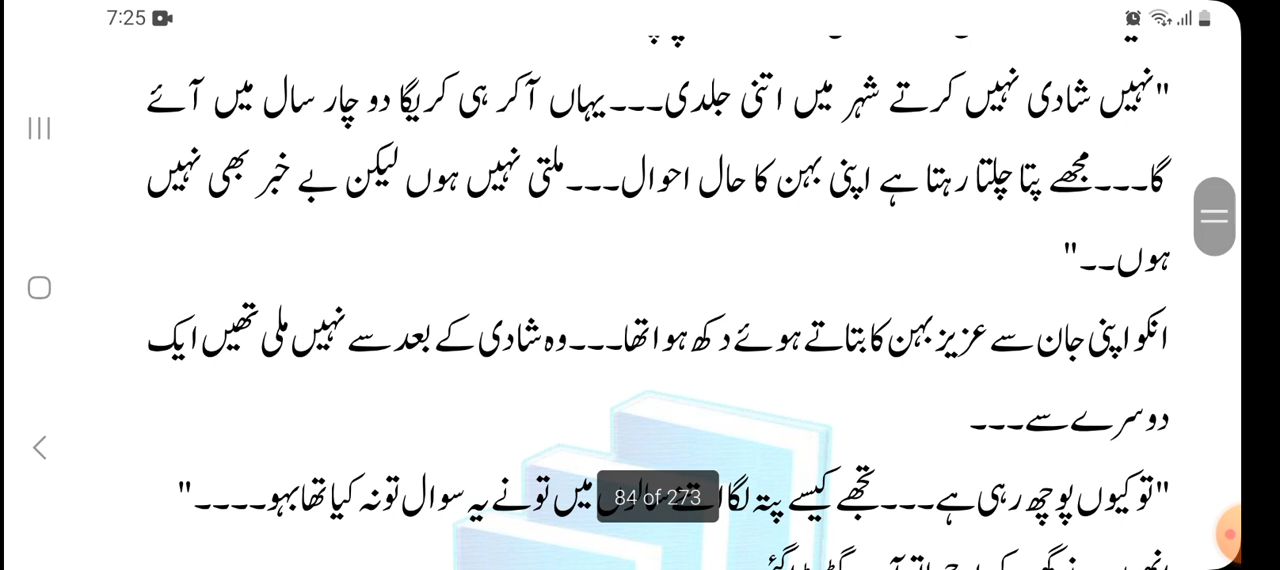 7:25
"نہیں شادی نہیں کرتے شہر میں اتنی جلدی۔۔۔یہاں آکر ہی کریگا دو چار سال میں آئے
گا۔۔۔مجھے پتا چلتا رہتا ہے اپنی بہن کا حال احوال۔۔۔ملتی نہیں ہوں لیکن بے خبر بھی نہیں
ہوں۔۔"
انکو اپنی جان سے عزیز بہن کا بتاتے ہوئے دکھ ہوا تھا۔۔۔وہ شادی کے بعد سے نہیں ملی تھیں ایک
دوسرے سے۔۔۔
"تو کیوں پوچھ رہی ہے۔۔۔تجھے کیسے پتہ لگا اتنے سالوں میں تو نے یہ سوال تو نہ کیا تھا بہو۔۔۔۔"
84 of 273